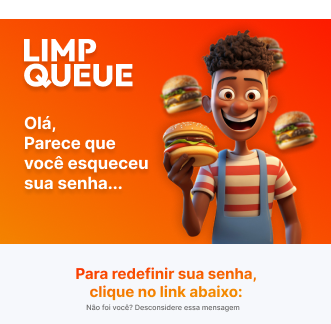 LIMP
QUEUE
Olá,
Parece que
você esqueceu
sua senha...
Para redefinir sua senha,
clique no link abaixo:
Não foi você? Desconsidere essa mensagem